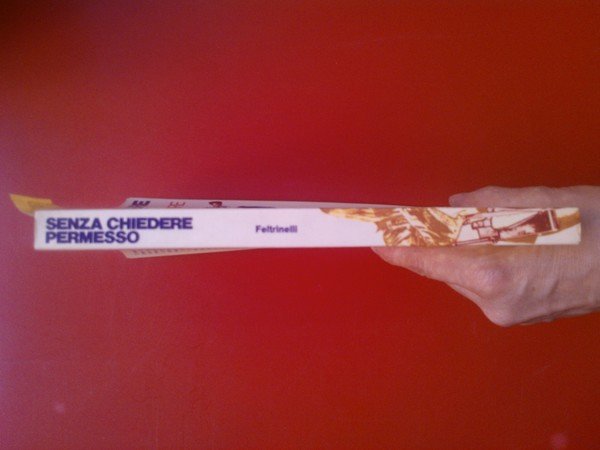 SENZA CHIEDERE
PERMESSO
Feltrinelli